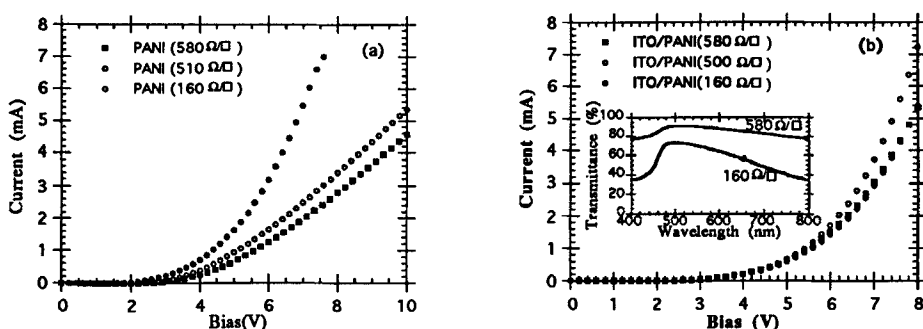 (a)
PANI (580 Ω/□ )
PANI (510 Ω/□ )
PANI (160 Ω/□ )
Current (mA)
8
7
6
5
4
3
2
1
0
0 2 4 6 8 10
Bias(V)
(b)
ITO/PANI(580 Ω/□ )
ITO/PANI(500 Ω/□ )
ITO/PANI(160 Ω/□ )
Current (mA)
8
7
6
5
4
3
2
1
0
Transmittance (%)
100
80
60
40
20
0
580 Ω/□
160 Ω/□
400 500 600 700 800
Wavelength (nm)
0 1 2 3 4 5 6 7 8
Bias (V)